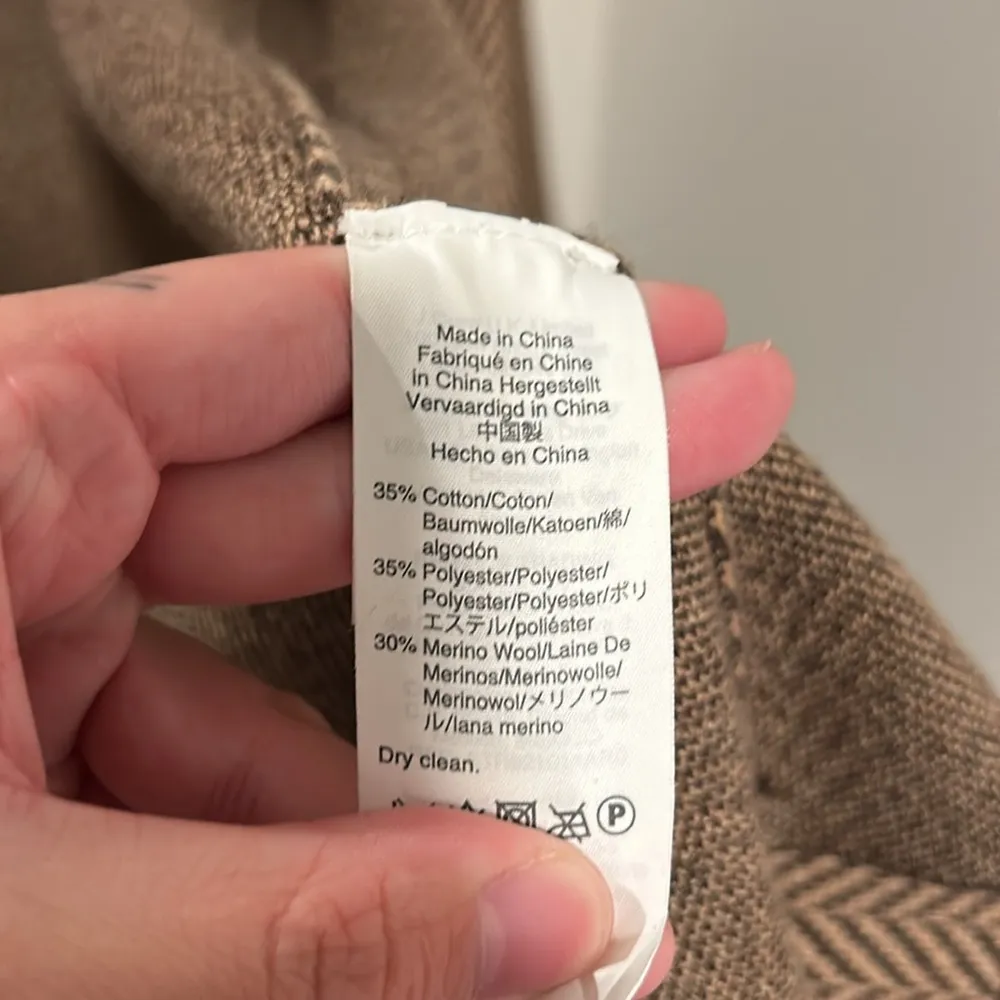 Made in China
Fabriqué en Chine
in China Hergestellt
Vervaardigd in China
中国製
Hecho en China
35% Cotton/Coton/
Baumwolle/Katoen/綿/
algodón
35% Polyester/Polyester/
Polyester/Polyester/ポリ
エステル/poliéster
30% Merino Wool/Laine De
Merinos/Merinowolle/
Merinowol/メリノウー
ル/lana merino
Dry clean.
P